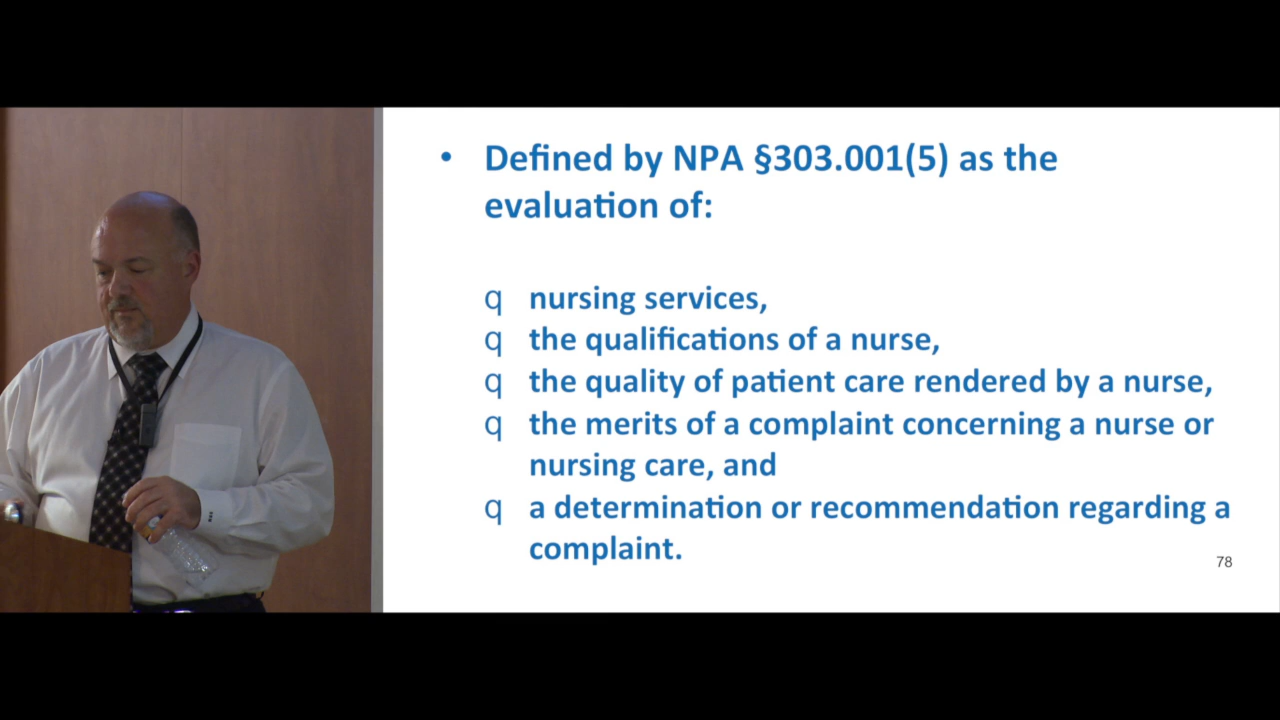 • Defined by NPA §303.001(5) as the
evaluation of:
q nursing services,
q the qualifications of a nurse,
q the quality of patient care rendered by a nurse,
q the merits of a complaint concerning a nurse or
nursing care, and
q a determination or recommendation regarding a
complaint.
78